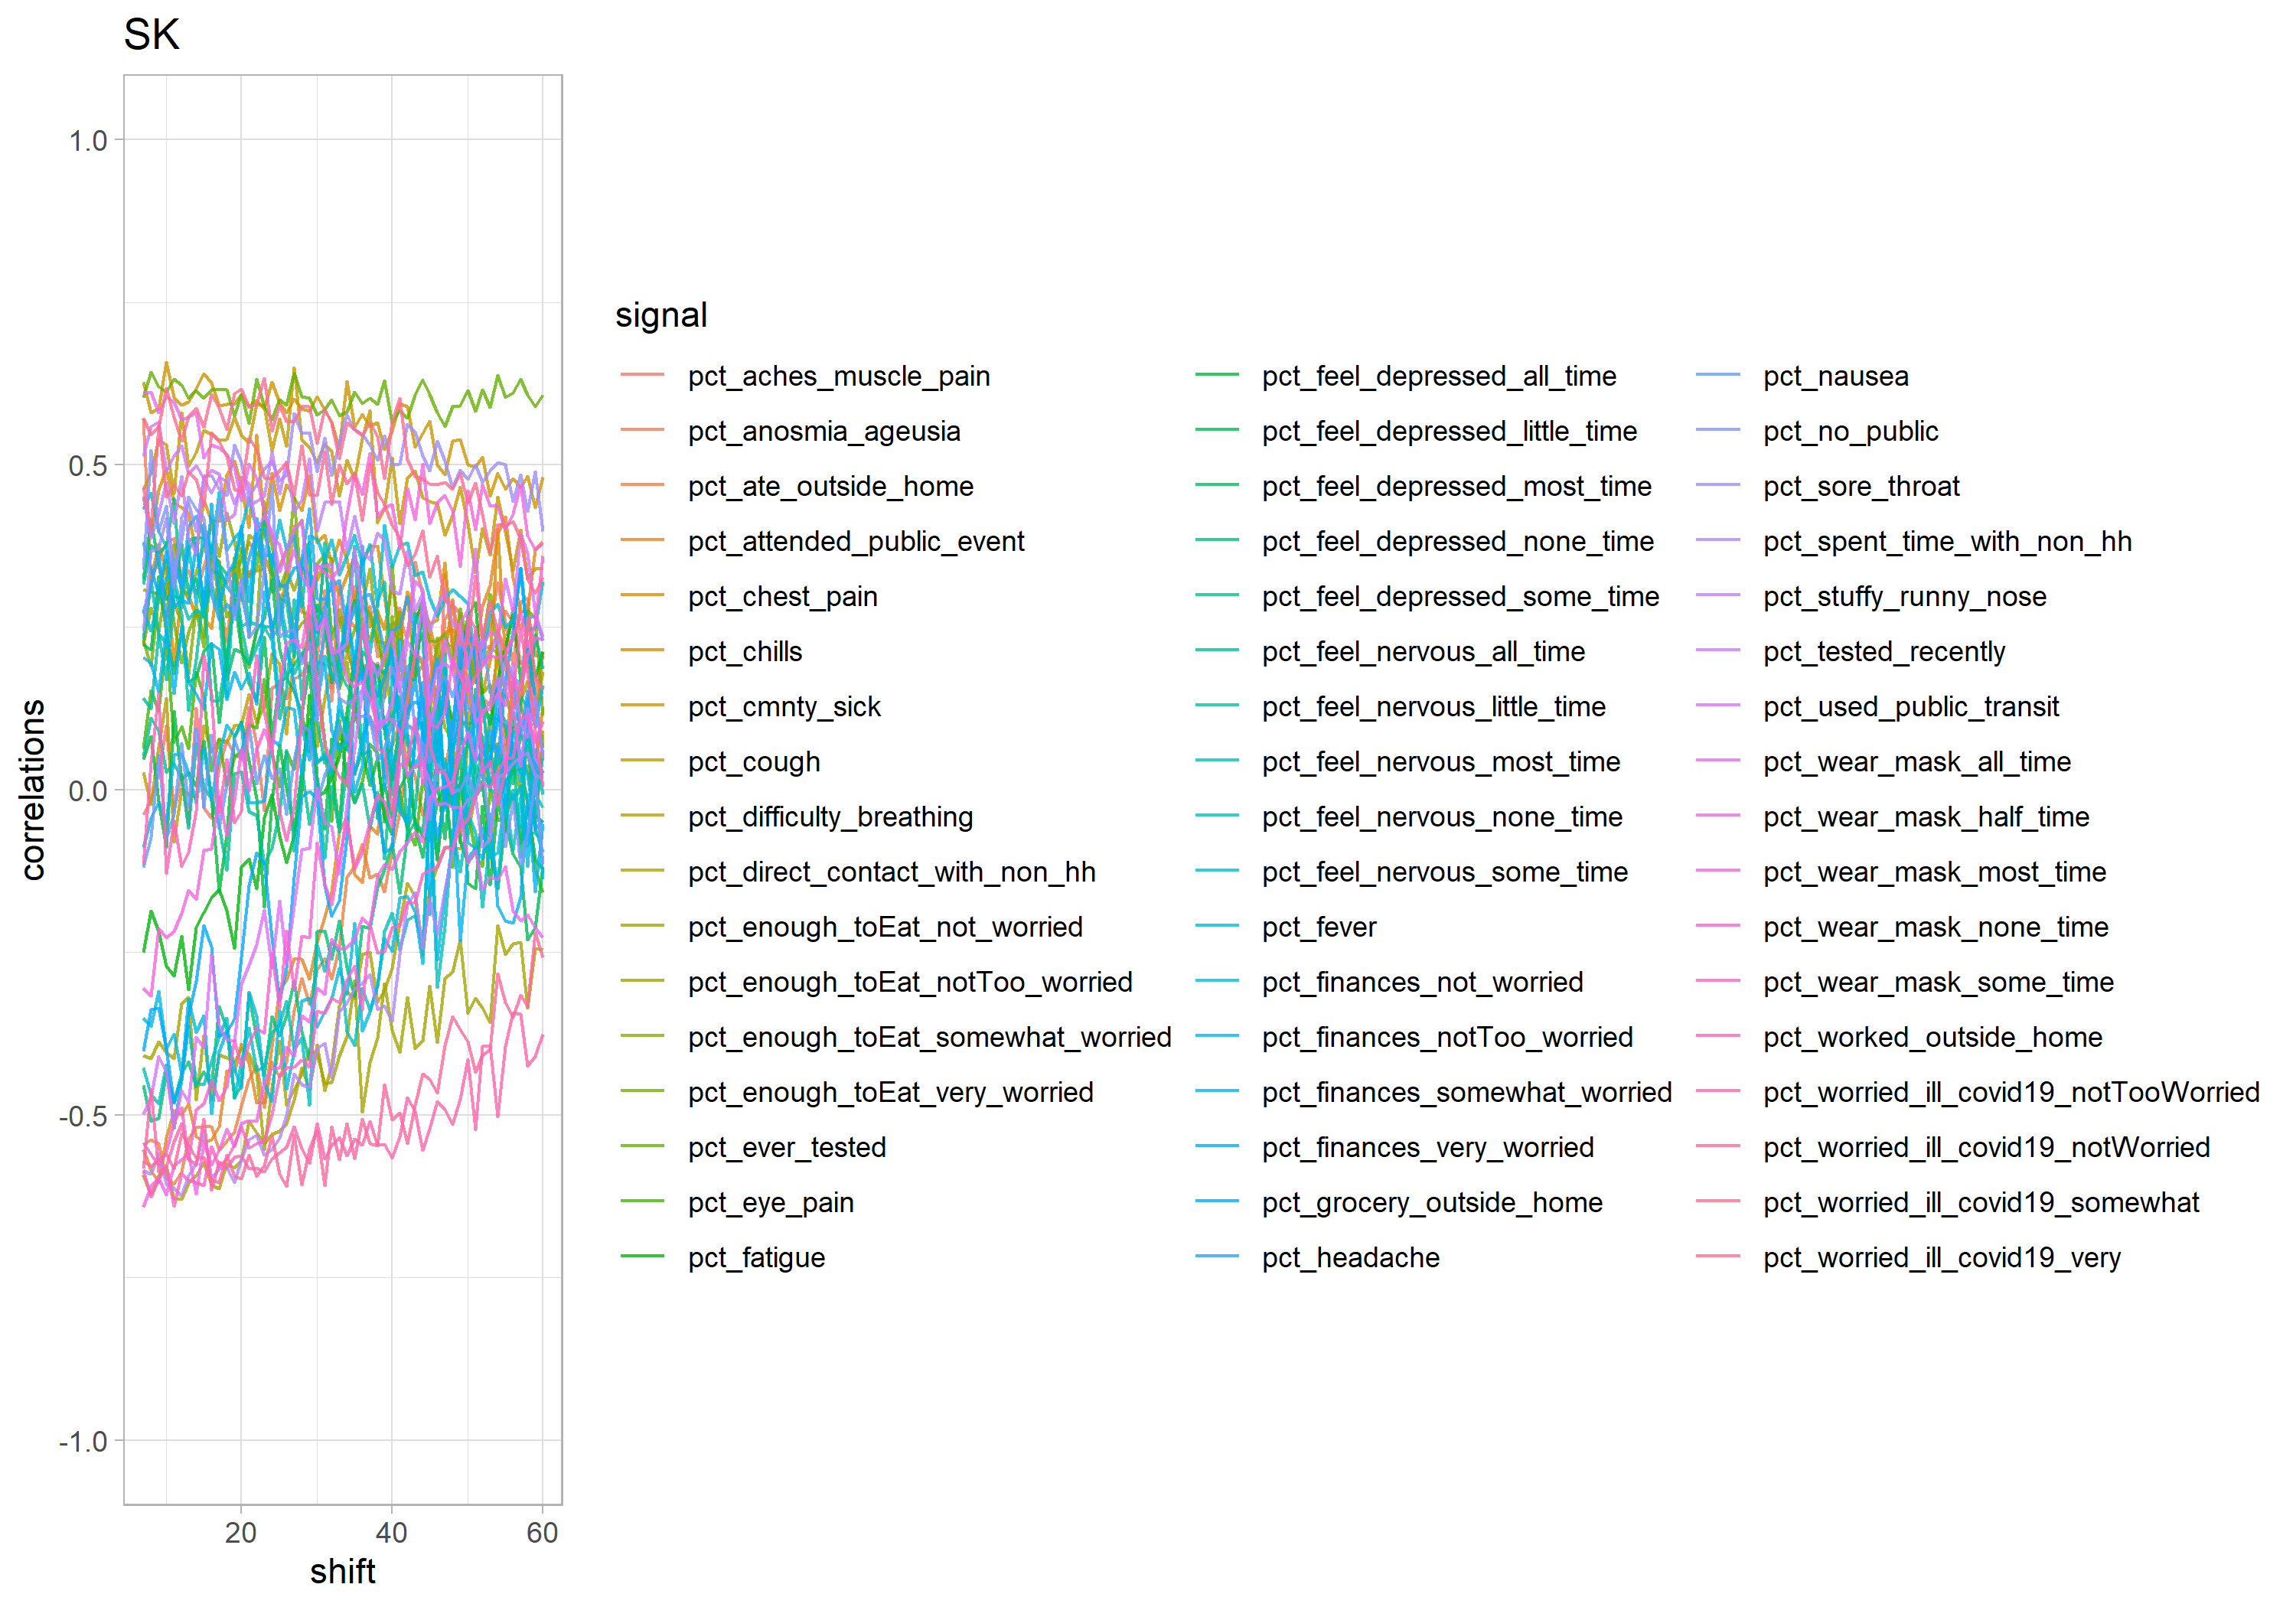 SK
1.0
0.5
0.0
-0.5
-1.0
correlations
20 40 60
shift
signal
pct_aches_muscle_pain
pct_anosmia_ageusia
pct_ate_outside_home
pct_attended_public_event
pct_chest_pain
pct_chills
pct_cmnty_sick
pct_cough
pct_difficulty_breathing
pct_direct_contact_with_non_hh
pct_enough_toEat_not_worried
pct_enough_toEat_notToo_worried
pct_enough_toEat_somewhat_worried
pct_enough_toEat_very_worried
pct_ever_tested
pct_eye_pain
pct_fatigue
pct_feel_depressed_all_time
pct_feel_depressed_little_time
pct_feel_depressed_most_time
pct_feel_depressed_none_time
pct_feel_depressed_some_time
pct_feel_nervous_all_time
pct_feel_nervous_little_time
pct_feel_nervous_most_time
pct_feel_nervous_none_time
pct_feel_nervous_some_time
pct_fever
pct_finances_not_worried
pct_finances_notToo_worried
pct_finances_somewhat_worried
pct_finances_very_worried
pct_grocery_outside_home
pct_headache
pct_nausea
pct_no_public
pct_sore_throat
pct_spent_time_with_non_hh
pct_stuffy_runny_nose
pct_tested_recently
pct_used_public_transit
pct_wear_mask_all_time
pct_wear_mask_half_time
pct_wear_mask_most_time
pct_wear_mask_none_time
pct_wear_mask_some_time
pct_worked_outside_home
pct_worried_ill_covid19_notTooWorried
pct_worried_ill_covid19_notWorried
pct_worried_ill_covid19_somewhat
pct_worried_ill_covid19_very